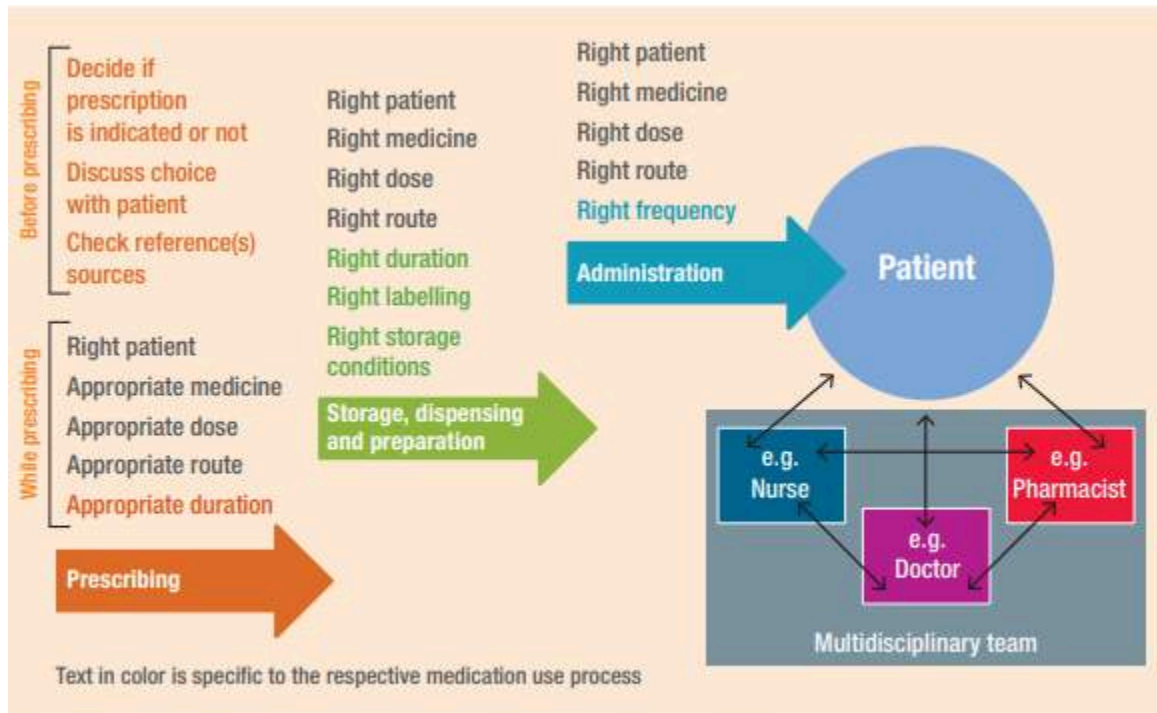 Before prescribing
Decide if
prescription
is indicated or not
Discuss choice
with patient
Check reference(s)
sources
While prescribing
Right patient
Appropriate medicine
Appropriate dose
Appropriate route
Appropriate duration
Prescribing
Right patient
Right medicine
Right dose
Right route
Right duration
Right labelling
Right storage
conditions
Storage, dispensing
and preparation
Right patient
Right medicine
Right dose
Right route
Right frequency
Administration
Patient
e.g.
Nurse
e.g.
Doctor
e.g.
Pharmacist
Multidisciplinary team
Text in color is specific to the respective medication use process